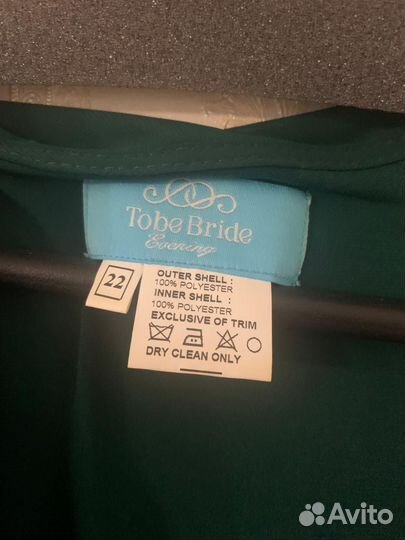 Tobe Bride
Evening
22
OUTER SHELL :
100% POLYESTER
INNER SHELL :
100% POLYESTER
EXCLUSIVE OF TRIM
DRY CLEAN ONLY
Avito